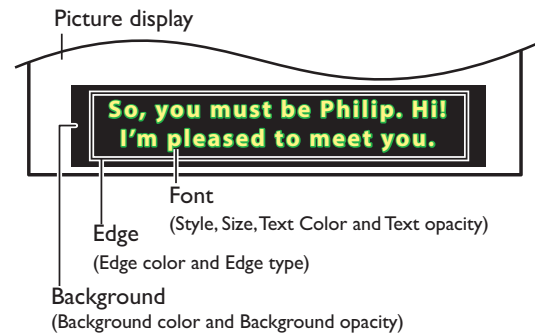 Picture display
So, you must be Philip. Hi!
I'm pleased to meet you.
Font
(Style, Size, Text Color and Text opacity)
Edge
(Edge color and Edge type)
Background
(Background color and Background opacity)